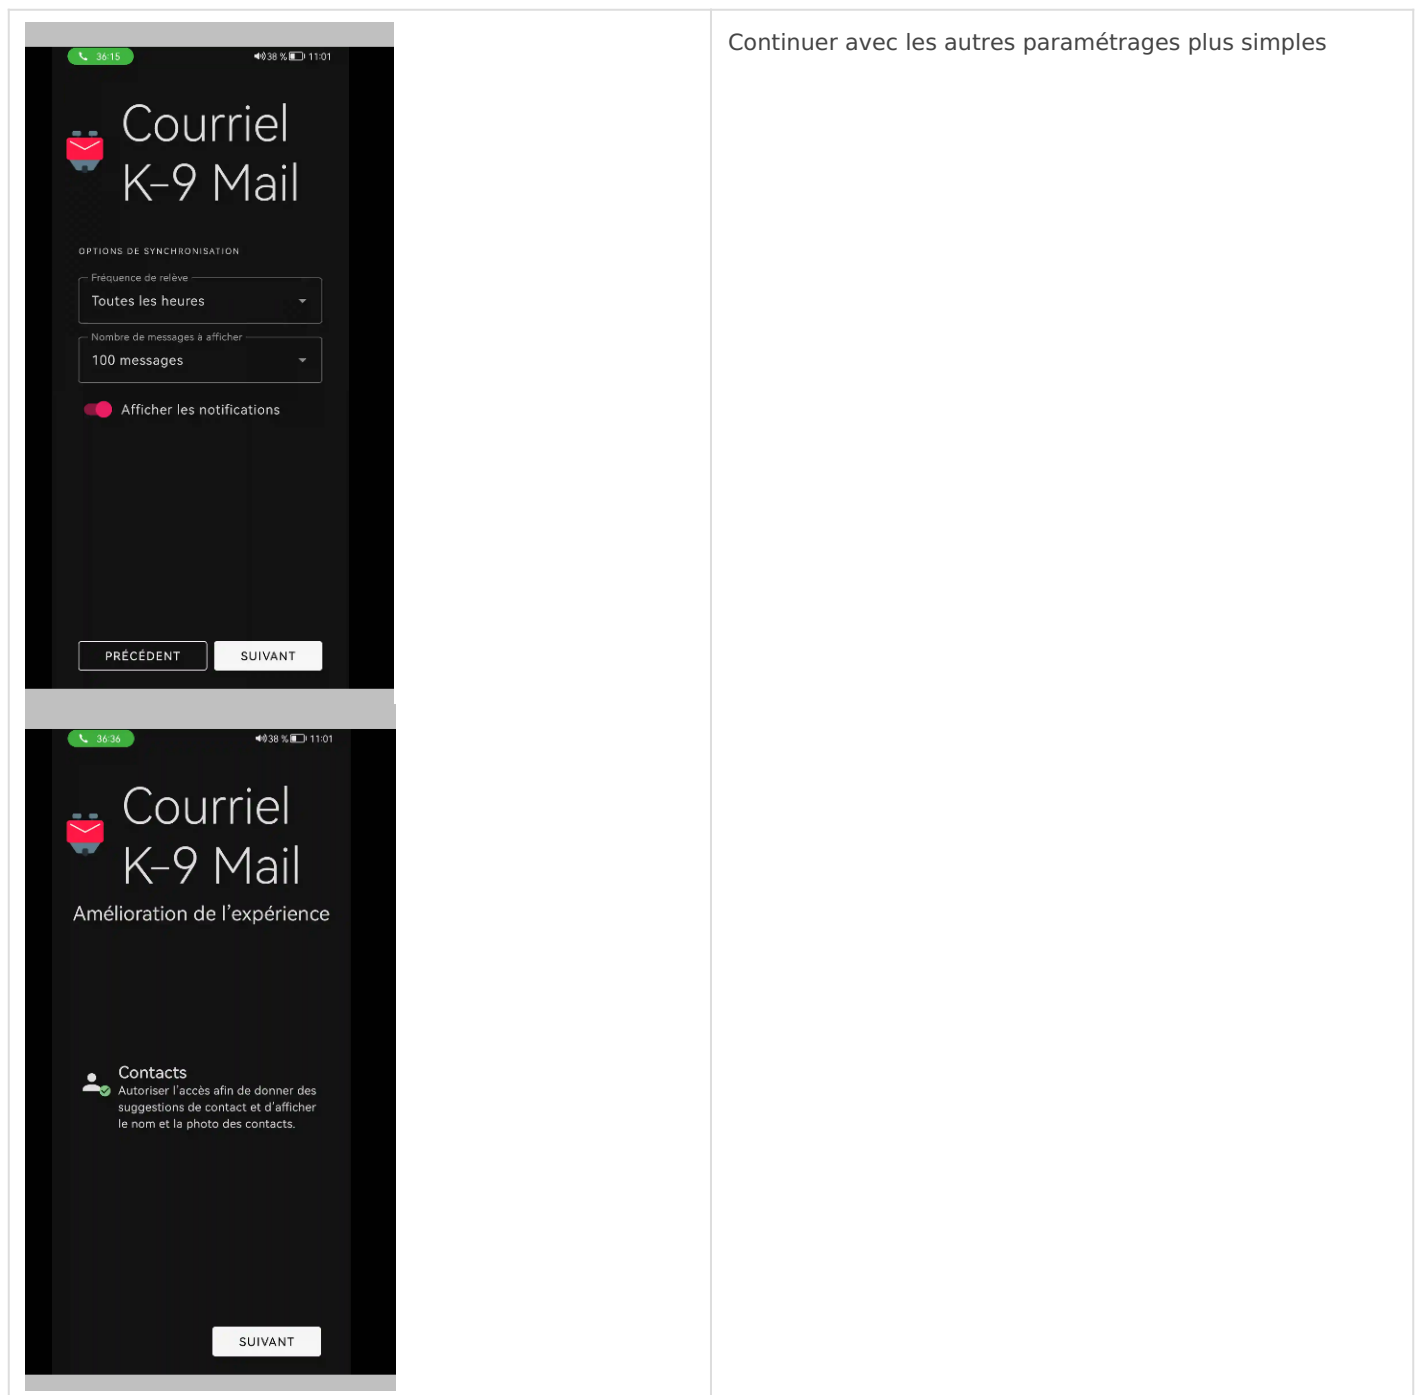 36:15 38 % 11:01
Courriel
K-9 Mail
OPTIONS DE SYNCHRONISATION
Fréquence de relève
Toutes les heures
Nombre de messages à afficher
100 messages
Afficher les notifications
PRÉCÉDENT SUIVANT
36:36 38 % 11:01
Courriel
K-9 Mail
Amélioration de l'expérience
Contacts
Autoriser l'accès afin de donner des
suggestions de contact et d'afficher
le nom et la photo des contacts.
SUIVANT
Continuer avec les autres paramétrages plus simples